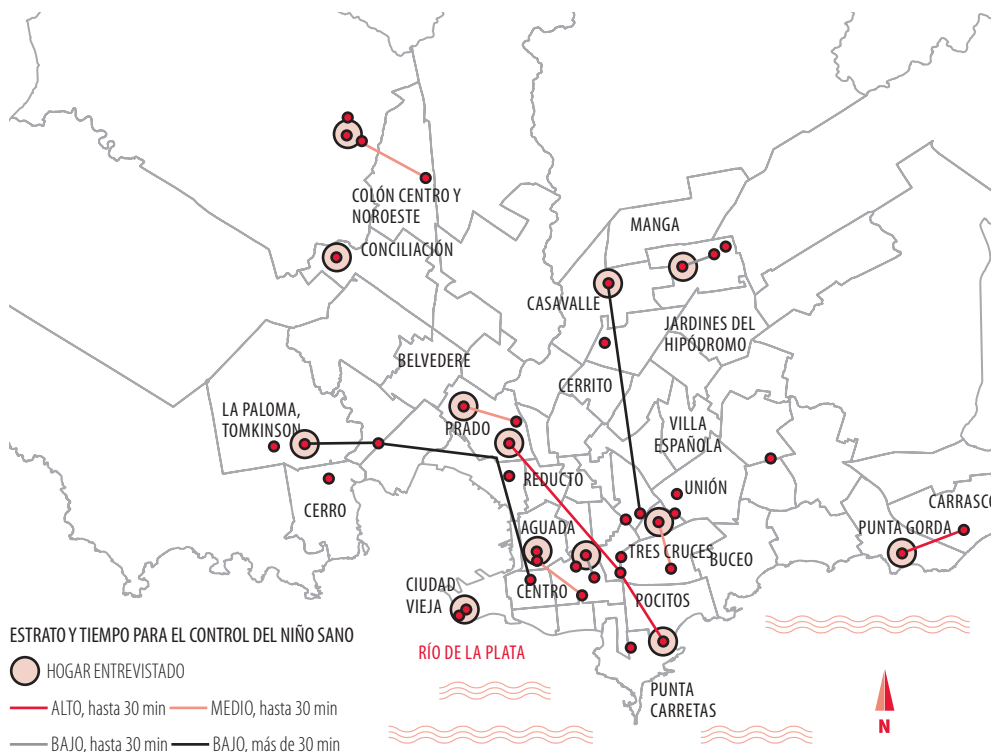 COLÓN CENTRO Y
NOROESTE
CONCILIACIÓN
MANGA
CASAVALLE
JARDINES DEL
HIPÓDROMO
BELVEDERE
CERRITO
LA PALOMA,
TOMKINSON
PRADO
VILLA
ESPAÑOLA
REDUCTO
UNIÓN
CERRO
CARRASCO
PUNTA GORDA
AGUADA
TRES CRUCES
BUCEO
CIUDAD
VIEJA
CENTRO
POCITOS
ESTRATO Y TIEMPO PARA EL CONTROL DEL NIÑO SANO
HOGAR ENTREVISTADO
ALTO, hasta 30 min
MEDIO, hasta 30 min
BAJO, hasta 30 min
BAJO, más de 30 min
RÍO DE LA PLATA
PUNTA
CARRETAS
N